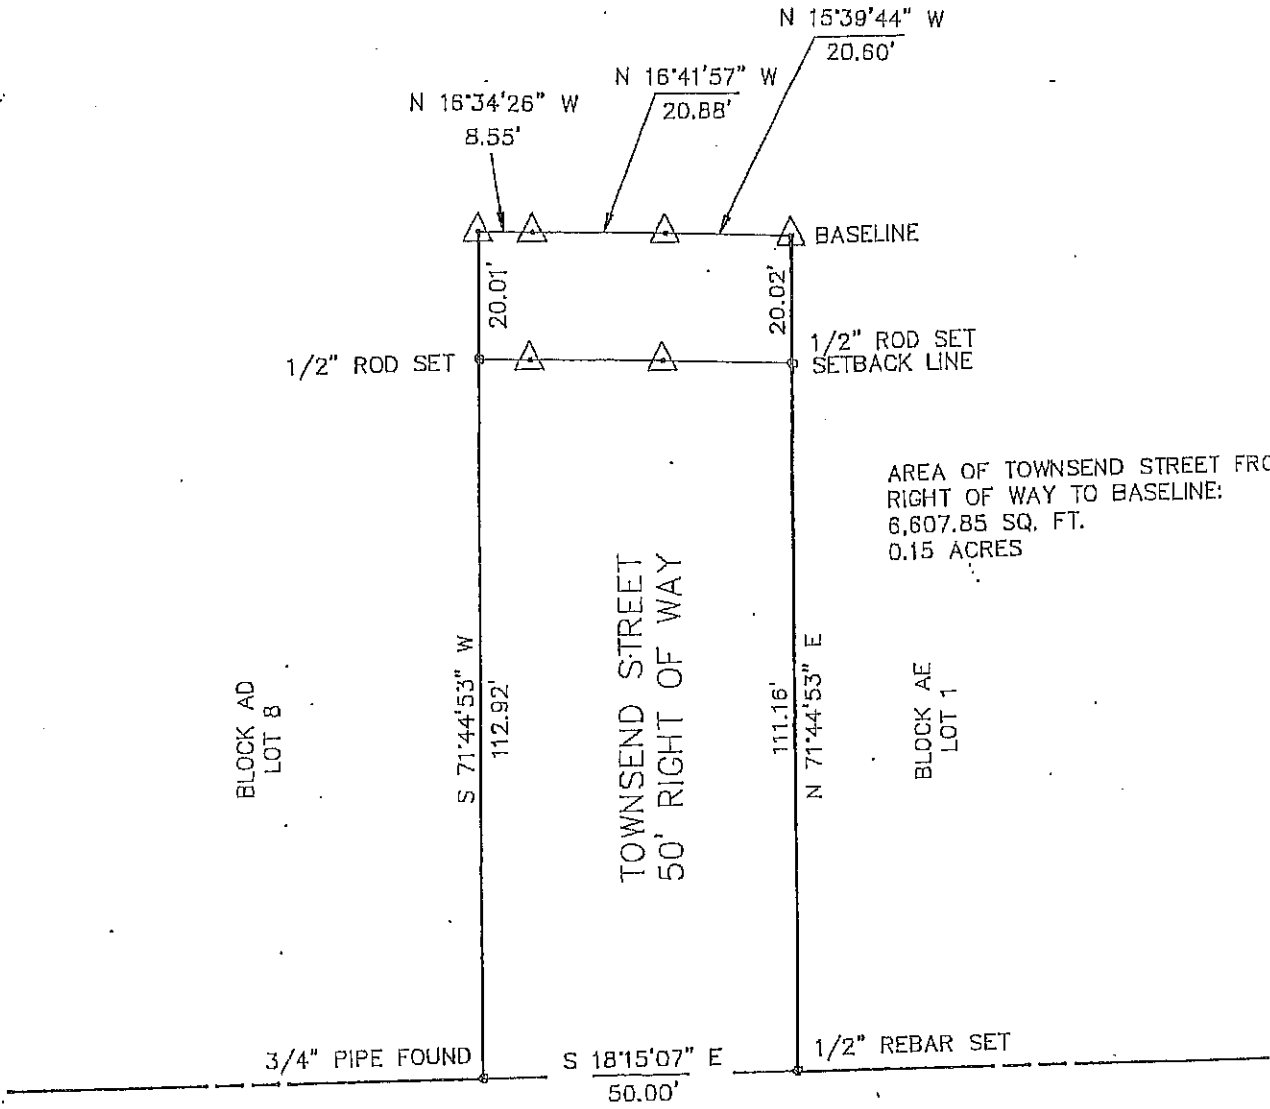 N 15°39'44" W
20.60'
N 16°41'57" W
20.88'
N 16°34'26" W
8.55'
BASELINE
20.01'
20.02'
1/2" ROD SET
1/2" ROD SET
SETBACK LINE
AREA OF TOWNSEND STREET FRO
RIGHT OF WAY TO BASELINE:
6,607.85 SQ. FT.
0.15 ACRES
TOWNSEND STREET
50' RIGHT OF WAY
BLOCK AD
LOT 8
S 71°44'53" W
112.92'
111.16'
N 71°44'53" E
BLOCK AE
LOT 1
3/4" PIPE FOUND
S 18°15'07" E
50.00'
1/2" REBAR SET